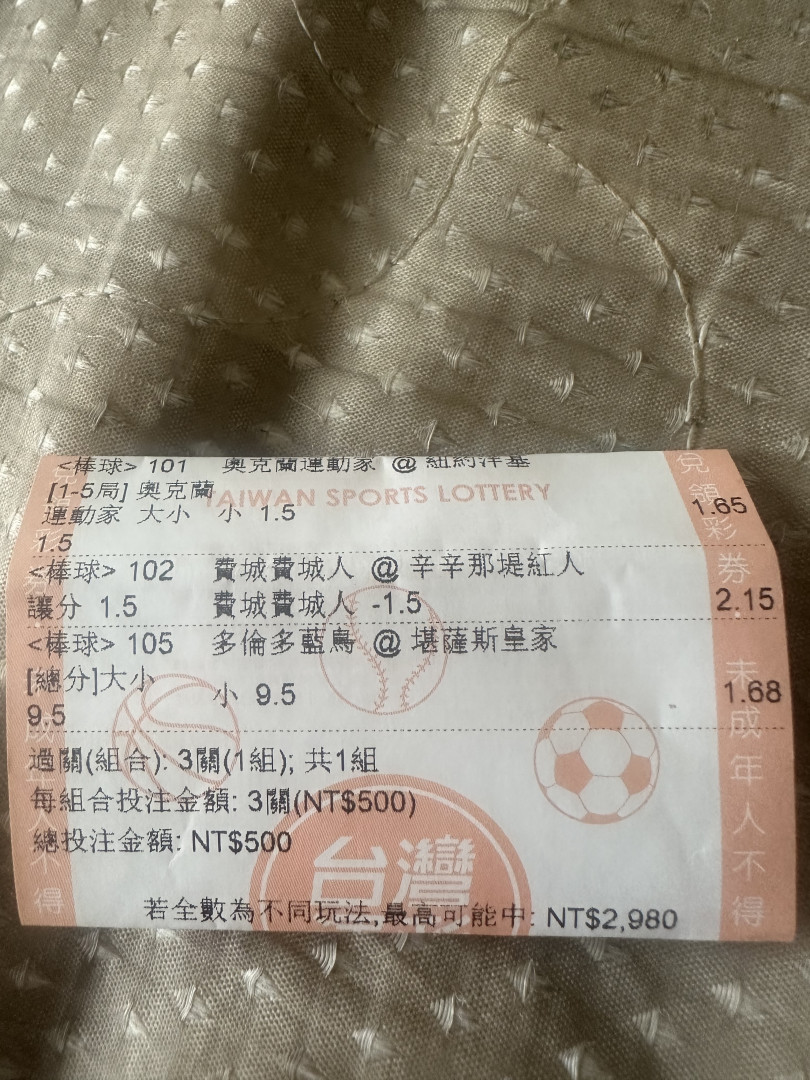 <棒球> 101 奧克蘭運動家 @ 紐約洋基
TAIWAN SPORTS LOTTERY
[1-5局] 奧克蘭
運動家 大小 小 1.5 1.65
1.5
<棒球> 102 費城費城人 @ 辛辛那堤紅人
讓分 1.5 費城費城人 -1.5 2.15
<棒球> 105 多倫多藍鳥 @ 堪薩斯皇家
[總分]大小
小 9.5 1.68
9.5
過關(組合): 3關(1組); 共1組
每組合投注金額: 3關(NT$500)
總投注金額: NT$500
台灣
若全數為不同玩法,最高可能中: NT$2,980
兌領彩券．未成年人不得